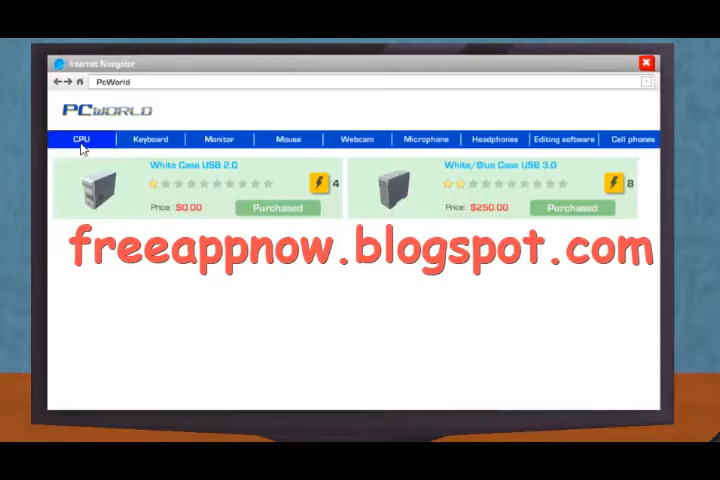 Internet Navigator
PcWorld
PCWORLD
CPU Keyboard Monitor Mouse Webcam Microphone Headphones Editing software Cell phones
White Case USB 2.0
4
Price: $0.00 Purchased
White/Blue Case USB 3.0
8
Price: $250.00 Purchased
freeappnow.blogspot.com